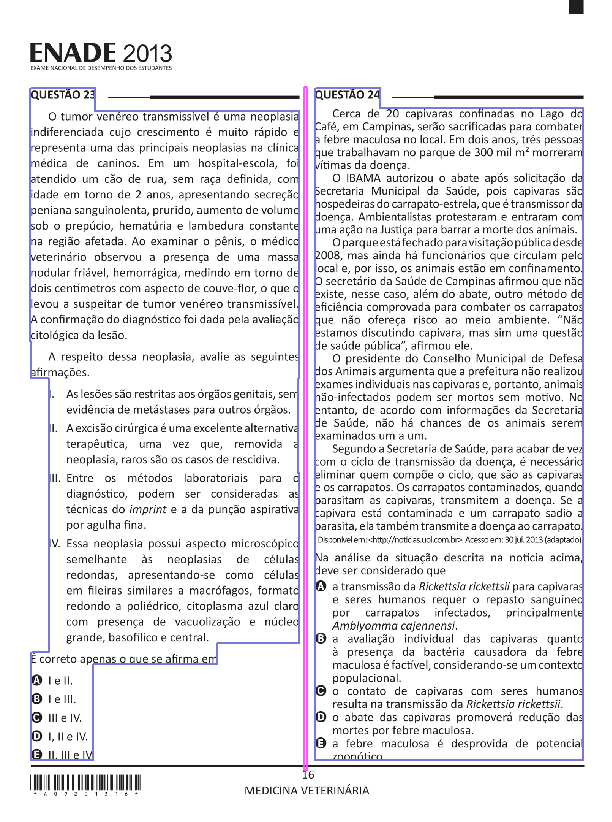 ENADE 2013
EXAME NACIONAL DE DESEMPENHO DOS ESTUDANTES
QUESTÃO 23
O tumor venéreo transmissível é uma neoplasia
indiferenciada cujo crescimento é muito rápido e
representa uma das principais neoplasias na clínica
médica de caninos. Em um hospital-escola, foi
atendido um cão de rua, sem raça definida, com
idade em torno de 2 anos, apresentando secreção
peniana sanguinolenta, prurido, aumento de volume
sob o prepúcio, hematúria e lambedura constante
na região afetada. Ao examinar o pênis, o médico
veterinário observou a presença de uma massa
nodular friável, hemorrágica, medindo em torno de
dois centímetros com aspecto de couve-flor, o que o
levou a suspeitar de tumor venéreo transmissível.
A confirmação do diagnóstico foi dada pela avaliação
citológica da lesão.
A respeito dessa neoplasia, avalie as seguintes
afirmações.
I. As lesões são restritas aos órgãos genitais, sem
evidência de metástases para outros órgãos.
II. A excisão cirúrgica é uma excelente alternativa
terapêutica, uma vez que, removida a
neoplasia, raros são os casos de rescidiva.
III. Entre os métodos laboratoriais para o
diagnóstico, podem ser consideradas as
técnicas do imprint e a da punção aspirativa
por agulha fina.
IV. Essa neoplasia possui aspecto microscópico
semelhante às neoplasias de células
redondas, apresentando-se como células
em fileiras similares a macrófagos, formato
redondo a poliédrico, citoplasma azul claro
com presença de vacuolização e núcleo
grande, basofílico e central.
É correto apenas o que se afirma em
A I e II.
B I e III.
C III e IV.
D I, II e IV.
E II, III e IV
QUESTÃO 24
Cerca de 20 capivaras confinadas no Lago do
Café, em Campinas, serão sacrificadas para combater
a febre maculosa no local. Em dois anos, três pessoas
que trabalhavam no parque de 300 mil m² morreram
vítimas da doença.
O IBAMA autorizou o abate após solicitação da
Secretaria Municipal da Saúde, pois capivaras são
hospedeiras do carrapato-estrela, que é transmissor da
doença. Ambientalistas protestaram e entraram com
uma ação na Justiça para barrar a morte dos animais.
O parque está fechado para visitação pública desde
2008, mas ainda há funcionários que circulam pelo
local e, por isso, os animais estão em confinamento.
O secretário da Saúde de Campinas afirmou que não
existe, nesse caso, além do abate, outro método de
eficiência comprovada para combater os carrapatos
que não ofereça risco ao meio ambiente. “Não
estamos discutindo capivara, mas sim uma questão
de saúde pública”, afirmou ele.
O presidente do Conselho Municipal de Defesa
dos Animais argumenta que a prefeitura não realizou
exames individuais nas capivaras e, portanto, animais
não-infectados podem ser mortos sem motivo. No
entanto, de acordo com informações da Secretaria
de Saúde, não há chances de os animais serem
examinados um a um.
Segundo a Secretaria de Saúde, para acabar de vez
com o ciclo de transmissão da doença, é necessário
eliminar quem compõe o ciclo, que são as capivaras
e os carrapatos. Os carrapatos contaminados, quando
parasitam as capivaras, transmitem a doença. Se a
capivara está contaminada e um carrapato sadio a
parasita, ela também transmite a doença ao carrapato.
Disponível em: <http://noticias.uol.com.br>. Acesso em: 30 jul. 2013 (adaptado)
Na análise da situação descrita na notícia acima,
deve ser considerado que
A a transmissão da Rickettsia rickettsii para capivaras
e seres humanos requer o repasto sanguíneo
por carrapatos infectados, principalmente
Amblyomma cajennensi.
B a avaliação individual das capivaras quanto
à presença da bactéria causadora da febre
maculosa é factível, considerando-se um contexto
populacional.
C o contato de capivaras com seres humanos
resulta na transmissão da Rickettsia rickettsii.
D o abate das capivaras promoverá redução das
mortes por febre maculosa.
E a febre maculosa é desprovida de potencial
zoonótico
16
MEDICINA VETERINÁRIA
*A0720131 6*